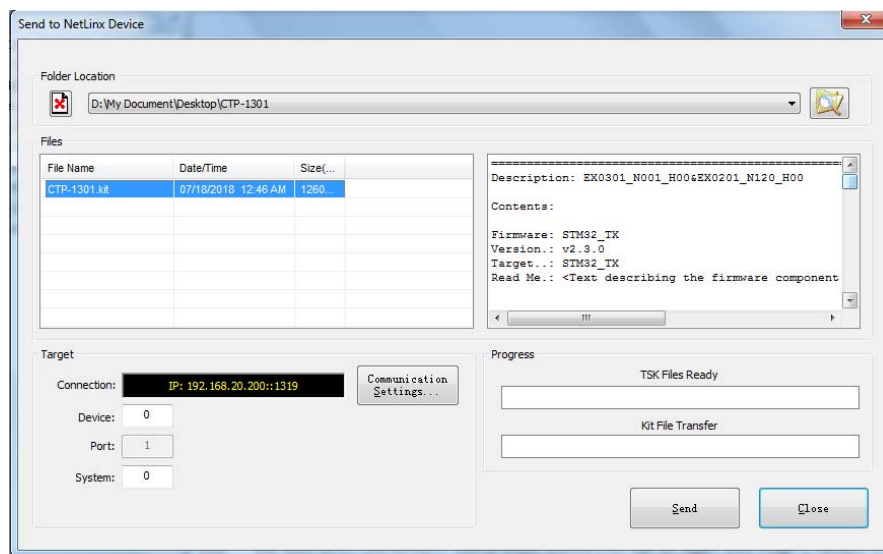 Send to NetLinx Device
Folder Location
D:\My Document\Desktop\CTP-1301
Files
File Name Date/Time Size(...
CTP-1301.kit 07/18/2018 12:46 AM 1260...
Description: EX0301_N001_H00&EX0201_N120_H00
Contents:
Firmware: STM32_TX
Version.: v2.3.0
Target..: STM32_TX
Read Me.: <Text describing the firmware component
Target
Connection: IP: 192.168.20.200::1319
Communication
Settings...
Device: 0
Port: 1
System: 0
Progress
TSK Files Ready
Kit File Transfer
Send
Close